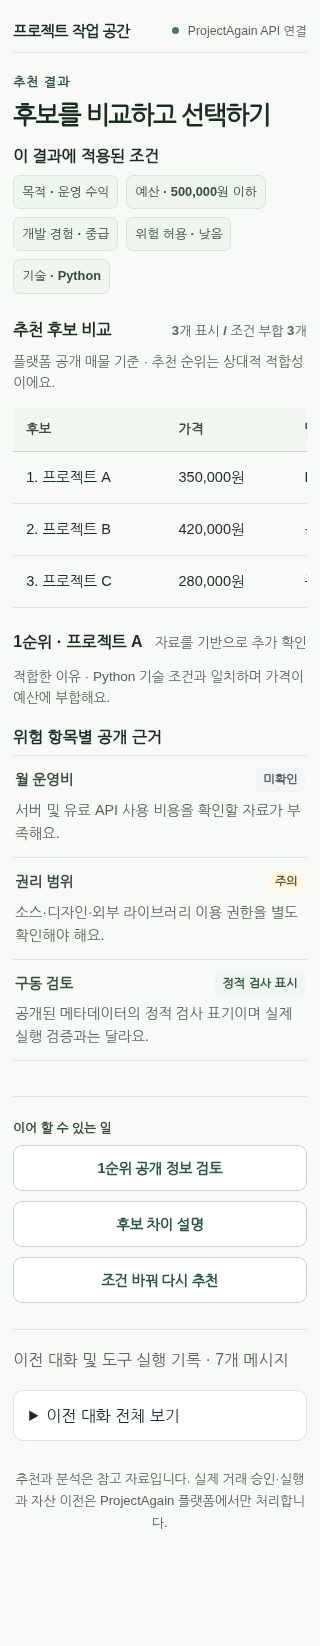 프로젝트 작업 공간
ProjectAgain API 연결
추천 결과
후보를 비교하고 선택하기
이 결과에 적용된 조건
목적 · 운영 수익
예산 · 500,000원 이하
개발 경험 · 중급
위험 허용 · 낮음
기술 · Python
추천 후보 비교
3개 표시 / 조건 부합 3개
플랫폼 공개 매물 기준 · 추천 순위는 상대적 적합성
이에요.
후보 가격
1. 프로젝트 A 350,000원
2. 프로젝트 B 420,000원
3. 프로젝트 C 280,000원
1순위 · 프로젝트 A
자료를 기반으로 추가 확인
적합한 이유 · Python 기술 조건과 일치하며 가격이
예산에 부합해요.
위험 항목별 공개 근거
월 운영비
미확인
서버 및 유료 API 사용 비용을 확인할 자료가 부
족해요.
권리 범위
주의
소스·디자인·외부 라이브러리 이용 권한을 별도
확인해야 해요.
구동 검토
정적 검사 표시
공개된 메타데이터의 정적 검사 표기이며 실제
실행 검증과는 달라요.
이어 할 수 있는 일
1순위 공개 정보 검토
후보 차이 설명
조건 바꿔 다시 추천
이전 대화 및 도구 실행 기록 · 7개 메시지
▶ 이전 대화 전체 보기
추천과 분석은 참고 자료입니다. 실제 거래 승인·실행
과 자산 이전은 ProjectAgain 플랫폼에서만 처리합니
다.